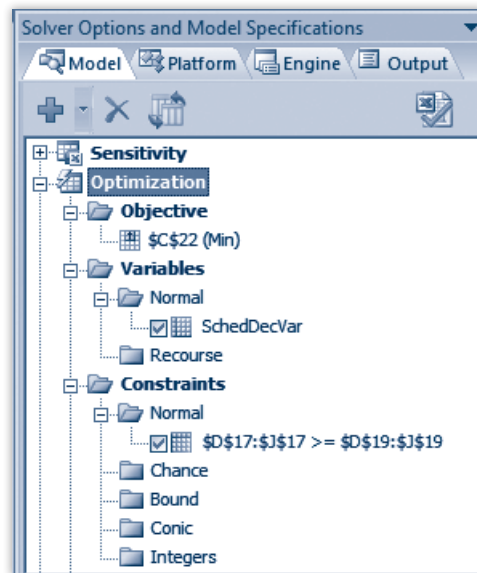 Solver Options and Model Specifications
Model Platform Engine Output
Sensitivity
Optimization
Objective
$C$22 (Min)
Variables
Normal
SchedDecVar
Recourse
Constraints
Normal
$D$17:$J$17 >= $D$19:$J$19
Chance
Bound
Conic
Integers